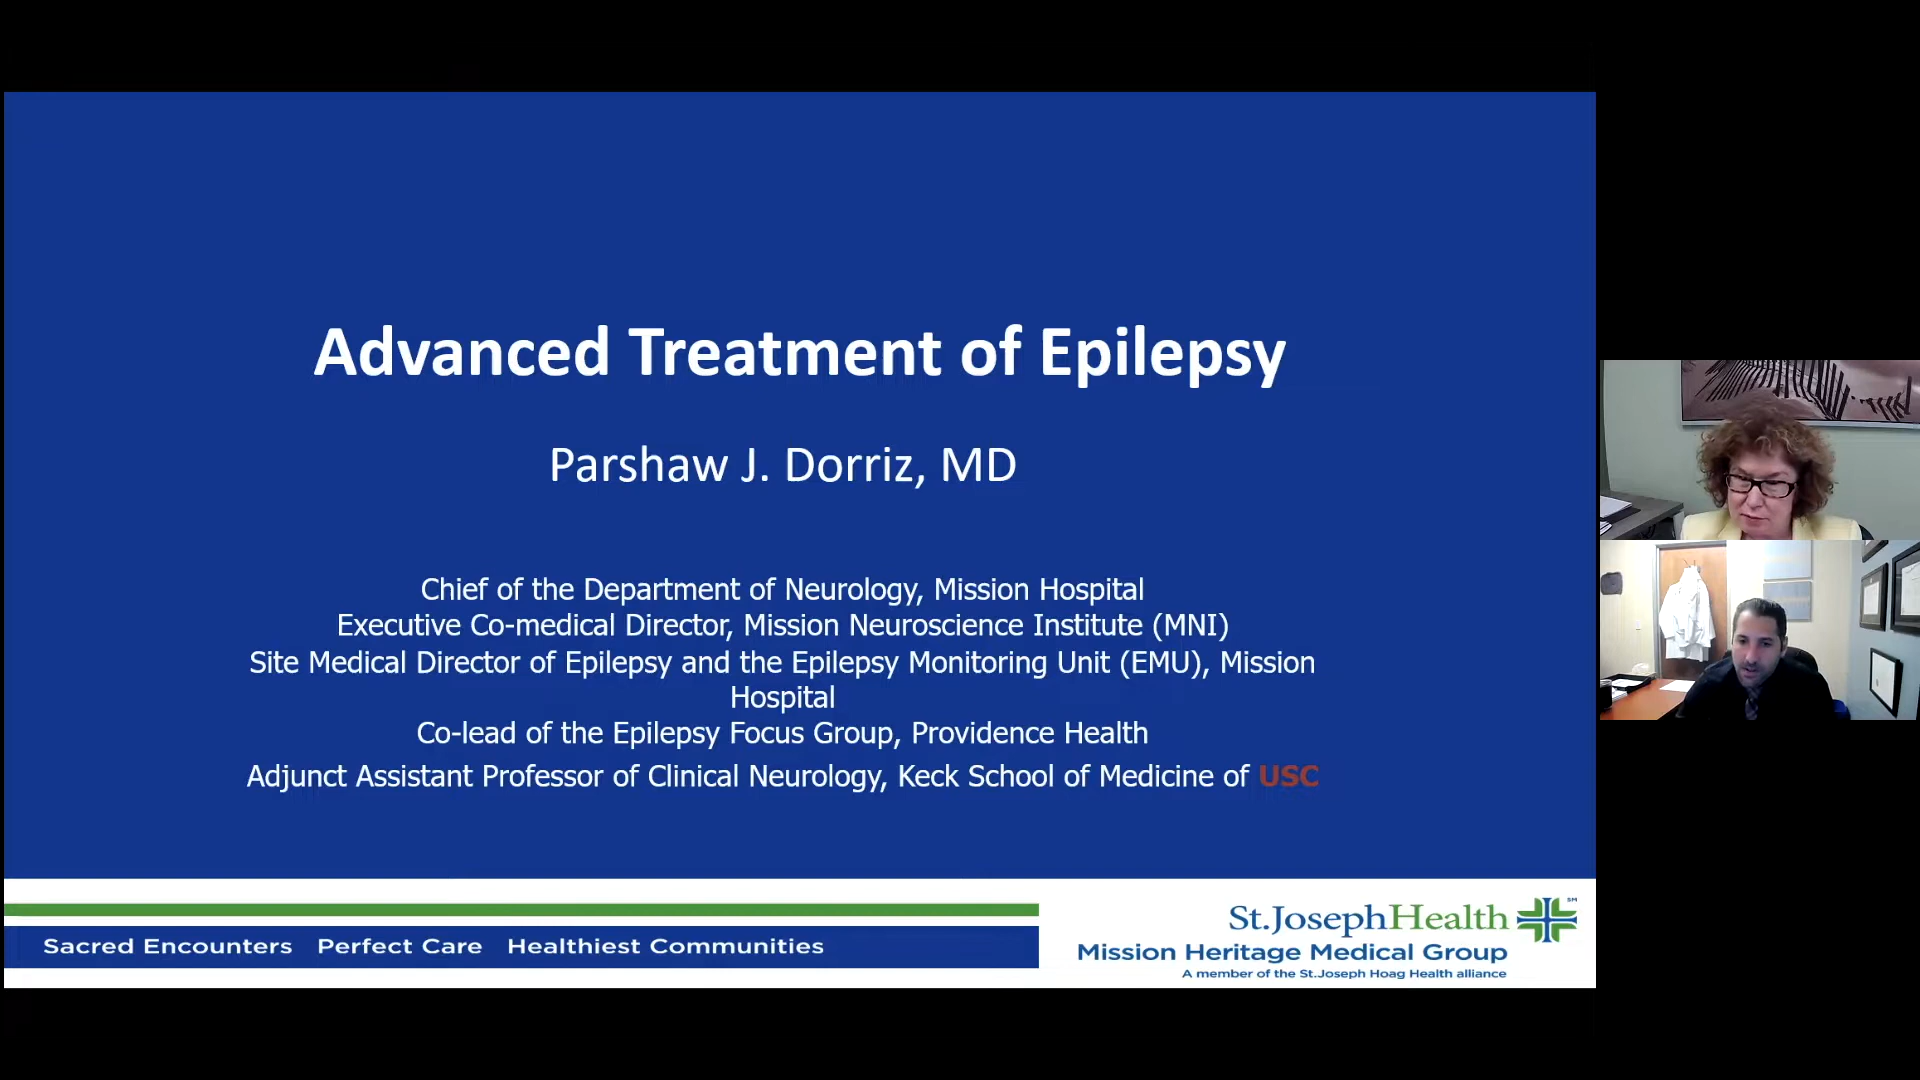 Advanced Treatment of Epilepsy
Parshaw J. Dorriz, MD
Chief of the Department of Neurology, Mission Hospital
Executive Co-medical Director, Mission Neuroscience Institute (MNI)
Site Medical Director of Epilepsy and the Epilepsy Monitoring Unit (EMU), Mission
Hospital
Co-lead of the Epilepsy Focus Group, Providence Health
Adjunct Assistant Professor of Clinical Neurology, Keck School of Medicine of USC
Sacred Encounters Perfect Care Healthiest Communities
St.JosephHealth SM
Mission Heritage Medical Group
A member of the St.Joseph Hoag Health alliance